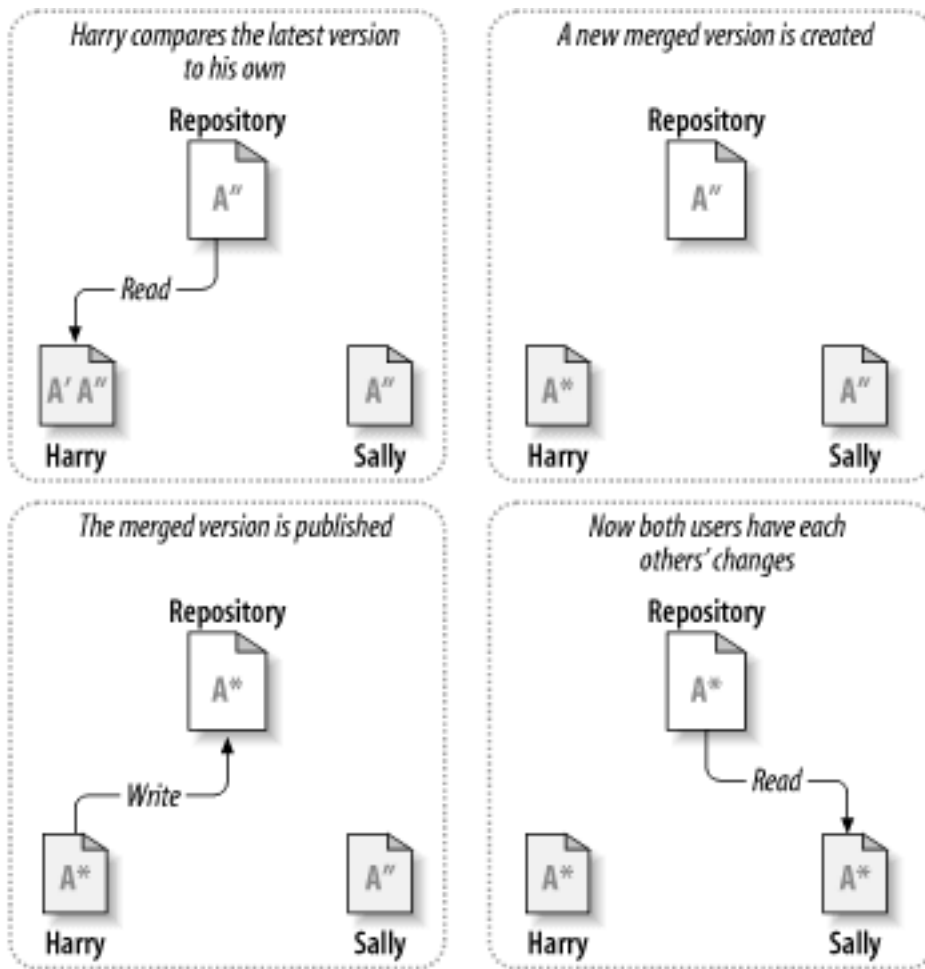 Harry compares the latest version
to his own
Repository
A″
Read
A′ A″
A″
Harry
Sally
A new merged version is created
Repository
A″
A*
A″
Harry
Sally
The merged version is published
Repository
A*
Write
A*
A″
Harry
Sally
Now both users have each
others’ changes
Repository
A*
Read
A*
A*
Harry
Sally